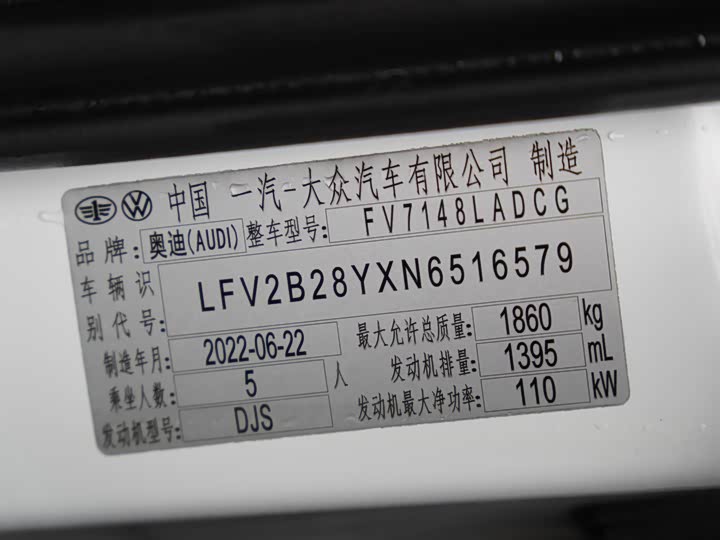 中国 一汽-大众汽车有限公司 制造
品牌: 奥迪(AUDI) 整车型号: FV7148LADCG
车辆识别代号: LFV2B28YXN6516579
制造年月: 2022-06-22 最大允许总质量: 1860 kg
乘坐人数: 5 人 发动机排量: 1395 mL
发动机型号: DJS 发动机最大净功率: 110 kW